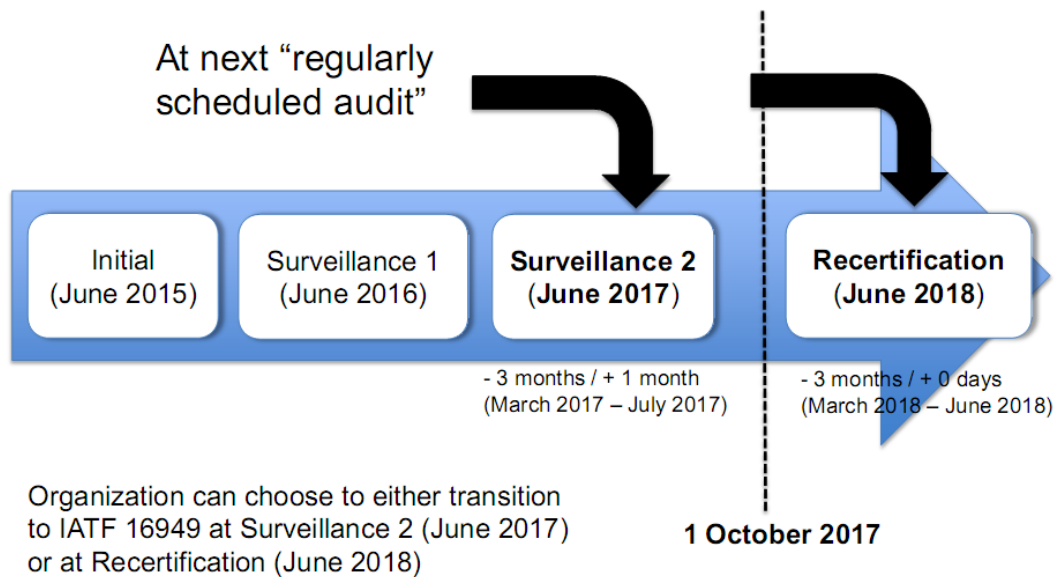 At next “regularly
scheduled audit”
Initial
(June 2015)
Surveillance 1
(June 2016)
Surveillance 2
(June 2017)
Recertification
(June 2018)
- 3 months / + 1 month
(March 2017 – July 2017)
- 3 months / + 0 days
(March 2018 – June 2018)
Organization can choose to either transition
to IATF 16949 at Surveillance 2 (June 2017)
or at Recertification (June 2018)
1 October 2017